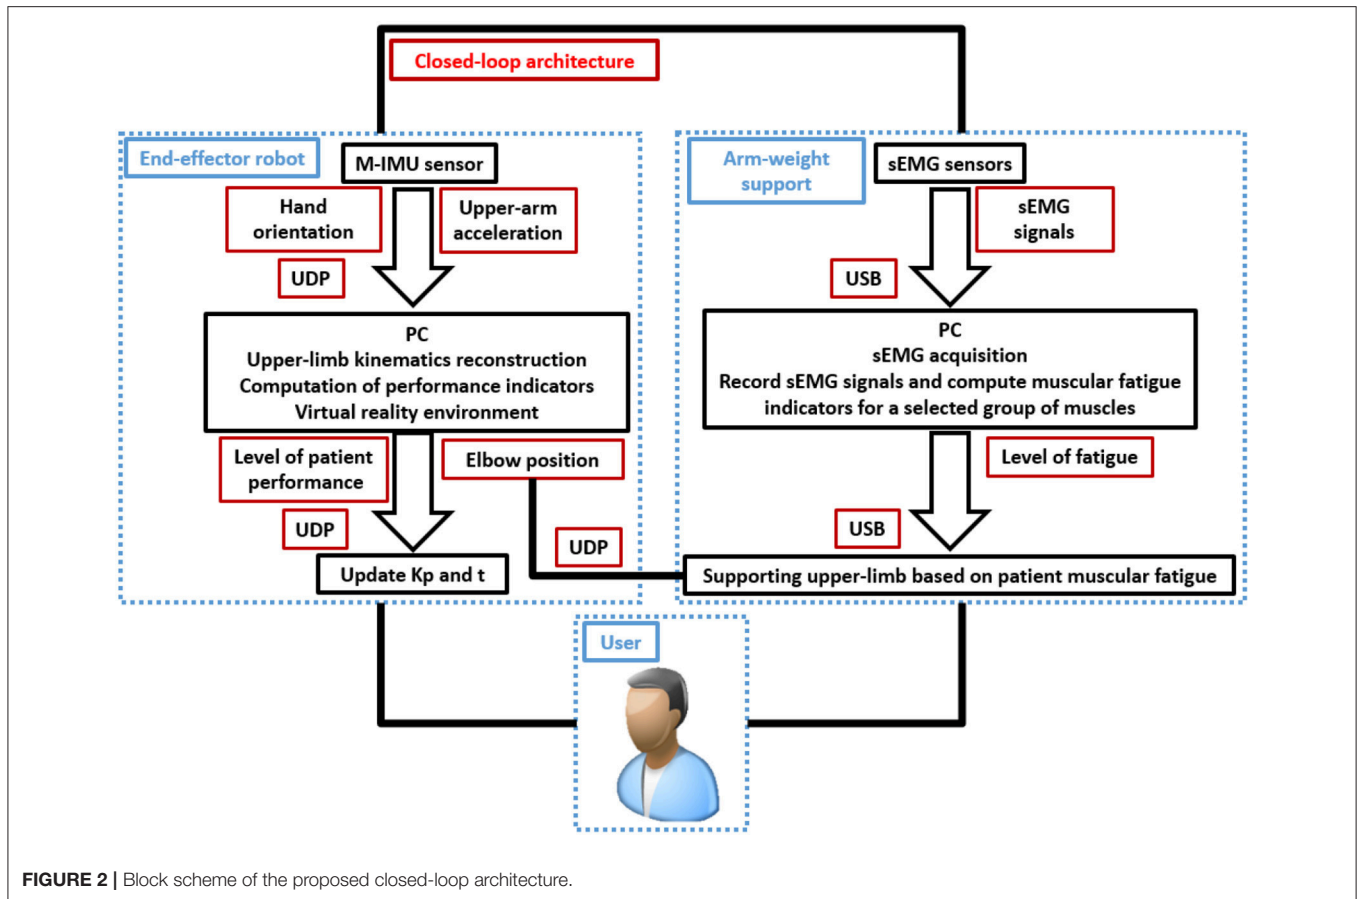 Closed-loop architecture
End-effector robot
M-IMU sensor
Hand
orientation
Upper-arm
acceleration
UDP
PC
Upper-limb kinematics reconstruction
Computation of performance indicators
Virtual reality environment
Level of patient
performance
Elbow position
UDP
UDP
Update Kp and t
Arm-weight
support
sEMG sensors
sEMG
signals
USB
PC
sEMG acquisition
Record sEMG signals and compute muscular fatigue
indicators for a selected group of muscles
Level of fatigue
USB
Supporting upper-limb based on patient muscular fatigue
User
FIGURE 2 | Block scheme of the proposed closed-loop architecture.